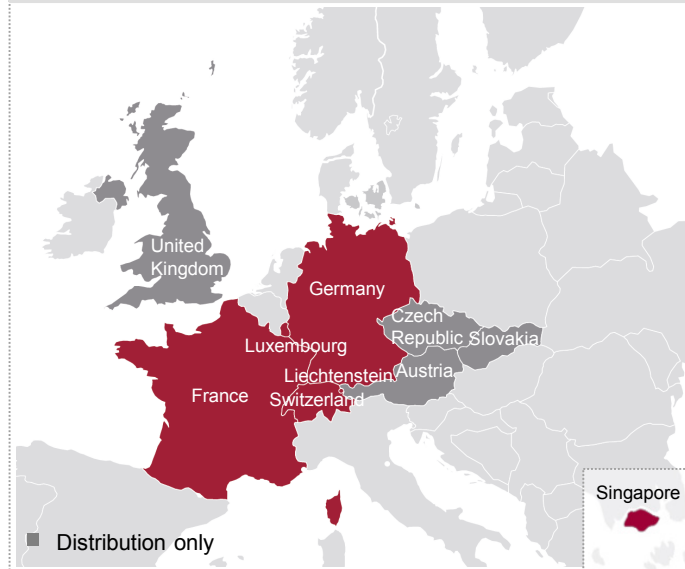 United
Kingdom
Germany
Czech
Republic
Slovakia
Luxembourg
Liechtenstein
Austria
France
Switzerland
Singapore
Distribution only